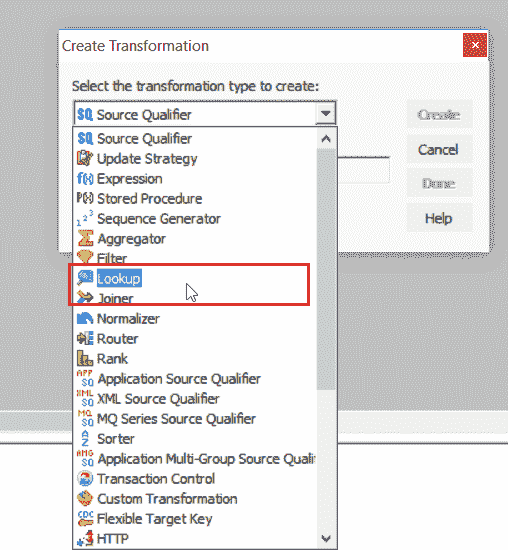 Create Transformation
Select the transformation type to create:
SQ Source Qualifier
Create
Cancel
Done
Help
SQ Source Qualifier
Update Strategy
f(x) Expression
P(x) Stored Procedure
123 Sequence Generator
Aggregator
Filter
Lookup
Joiner
Normalizer
Router
Rank
APP SQ Application Source Qualifier
XML SQ XML Source Qualifier
MQ SQ MQ Series Source Qualifier
A Z Sorter
AMG SQ Application Multi-Group Source Quali
Transaction Control
Custom Transformation
CDC Flexible Target Key
HTTP